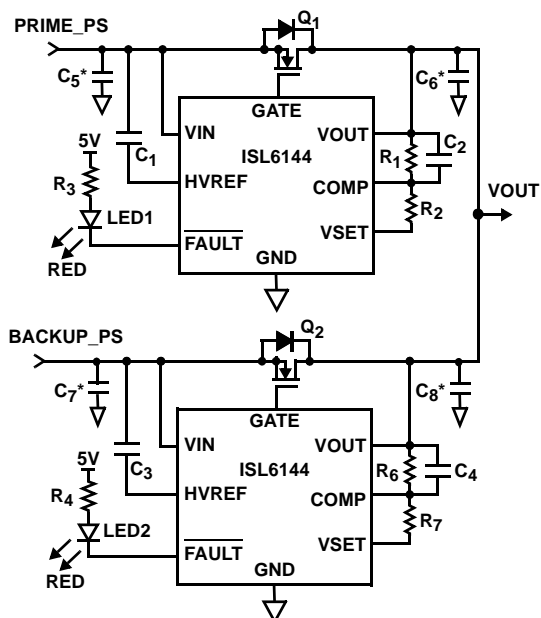 PRIME_PS
Q1
C5*
C6*
GATE
VIN
VOUT
5V
C1
ISL6144
R1
C2
R3
HVREF
COMP
VOUT
LED1
R2
FAULT
VSET
RED
GND
BACKUP_PS
Q2
C7*
C8*
GATE
VIN
VOUT
5V
C3
ISL6144
R6
C4
R4
HVREF
COMP
LED2
R7
FAULT
VSET
RED
GND